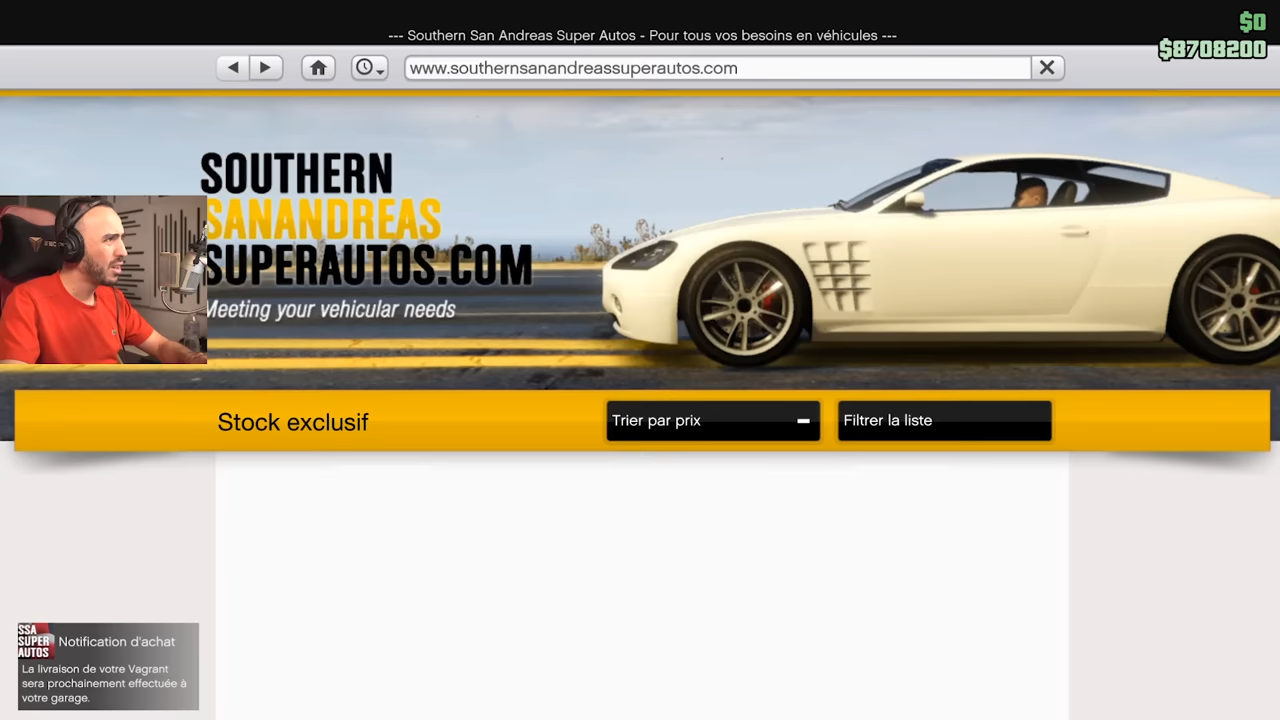 --- Southern San Andreas Super Autos - Pour tous vos besoins en véhicules ---
$0
$8708200
www.southernsanandreassuperautos.com
SOUTHERN
SANANDREAS
SUPERAUTOS.COM
Meeting your vehicular needs
Stock exclusif
Trier par prix
Filtrer la liste
SSA
SUPER
AUTOS
Notification d'achat
La livraison de votre Vagrant
sera prochainement effectuée à
votre garage.